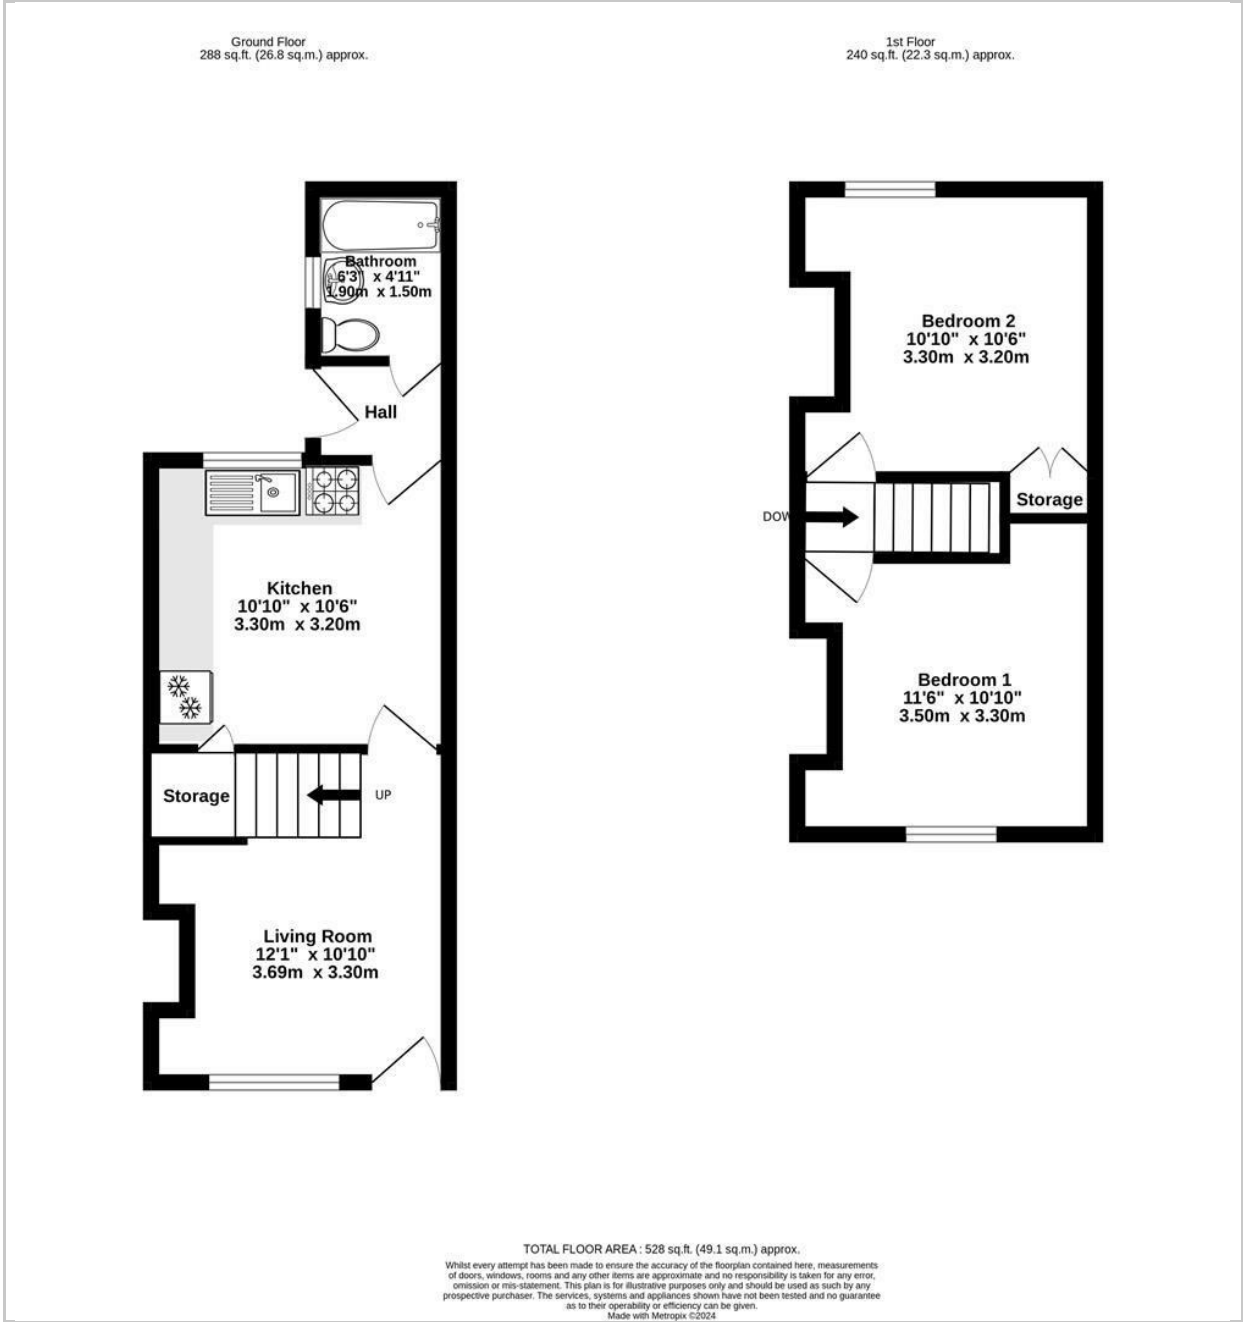 Ground Floor
288 sq.ft. (26.8 sq.m.) approx.
1st Floor
240 sq.ft. (22.3 sq.m.) approx.
Bathroom
6'3" x 4'11"
1.90m x 1.50m
Hall
Kitchen
10'10" x 10'6"
3.30m x 3.20m
Storage
UP
Living Room
12'1" x 10'10"
3.69m x 3.30m
Bedroom 2
10'10" x 10'6"
3.30m x 3.20m
Storage
DOW
Bedroom 1
11'6" x 10'10"
3.50m x 3.30m
TOTAL FLOOR AREA : 528 sq.ft. (49.1 sq.m.) approx.
Whilst every attempt has been made to ensure the accuracy of the floorplan contained here, measurements
of doors, windows, rooms and any other items are approximate and no responsibility is taken for any error,
omission or mis-statement. This plan is for illustrative purposes only and should be used as such by any
prospective purchaser. The services, systems and appliances shown have not been tested and no guarantee
as to their operability or efficiency can be given.
Made with Metropix ©2024